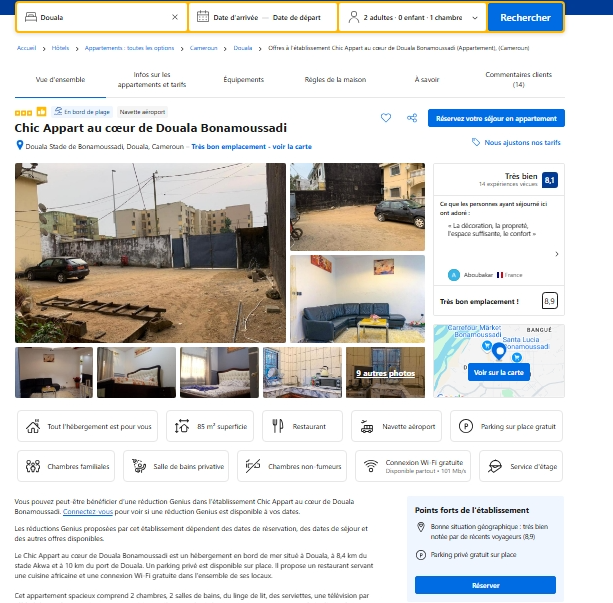 Douala
Date d'arrivée — Date de départ
2 adultes · 0 enfant · 1 chambre
Rechercher
Accueil > Hôtels > Appartements : toutes les options > Cameroun > Douala > Offres à l'établissement Chic Appart au cœur de Douala Bonamoussadi (Appartement), (Cameroun)
Vue d'ensemble
Infos sur les appartements et tarifs
Équipements
Règles de la maison
À savoir
Commentaires clients (14)
En bord de plage
Navette aéroport
Chic Appart au cœur de Douala Bonamoussadi
Réservez votre séjour en appartement
Douala Stade de Bonamoussadi, Douala, Cameroun – Très bon emplacement - voir la carte
Nous ajustons nos tarifs
Très bien
14 expériences vécues
8,1
Ce que les personnes ayant séjourné ici
ont adoré :
« La décoration, la propreté,
l'espace suffisante, le confort »
A
Aboubakar
France
Très bon emplacement !
8,9
Carrefour Market
Bonamoussadi
BANGUÉ
Santa Lucia
Bonamoussadi
Voir sur la carte
9 autres photos
Tout l'hébergement est pour vous
85 m² superficie
Restaurant
Navette aéroport
Parking sur place gratuit
Chambres familiales
Salle de bains privative
Chambres non-fumeurs
Connexion Wi-Fi gratuite
Disponible partout • 101 Mb/s
Service d'étage
Vous pouvez peut-être bénéficier d'une réduction Genius dans l'établissement Chic Appart au cœur de Douala
Bonamoussadi. Connectez-vous pour voir si une réduction Genius est disponible à vos dates.
Les réductions Genius proposées par cet établissement dépendent des dates de réservation, des dates de séjour et
des autres offres disponibles.
Le Chic Appart au cœur de Douala Bonamoussadi est un hébergement en bord de mer situé à Douala, à 8,4 km du
stade Akwa et à 10 km du port de Douala. Un parking privé est disponible sur place. Il propose un restaurant servant
une cuisine africaine et une connexion Wi-Fi gratuite dans l'ensemble de ses locaux.
Cet appartement spacieux comprend 2 chambres, 2 salles de bains, du linge de lit, des serviettes, une télévision par
Points forts de l'établissement
Bonne situation géographique : très bien
notée par de récents voyageurs (8,9)
Parking privé gratuit sur place
Réserver